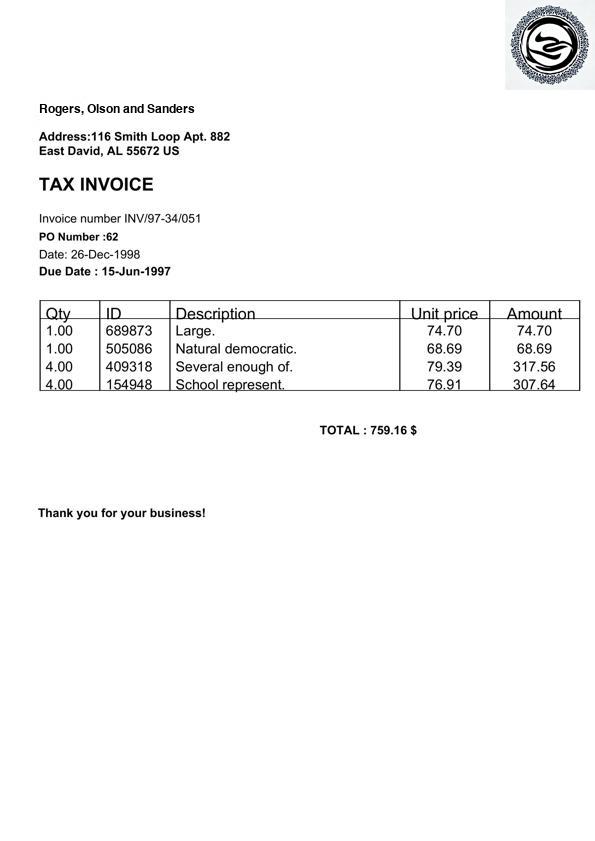 Rogers, Olson and Sanders
Address:116 Smith Loop Apt. 882
East David, AL 55672 US
TAX INVOICE
Invoice number INV/97-34/051
PO Number :62
Date: 26-Dec-1998
Due Date : 15-Jun-1997
Qty ID Description Unit price Amount
1.00 689873 Large. 74.70 74.70
1.00 505086 Natural democratic. 68.69 68.69
4.00 409318 Several enough of. 79.39 317.56
4.00 154948 School represent. 76.91 307.64
TOTAL : 759.16 $
Thank you for your business!